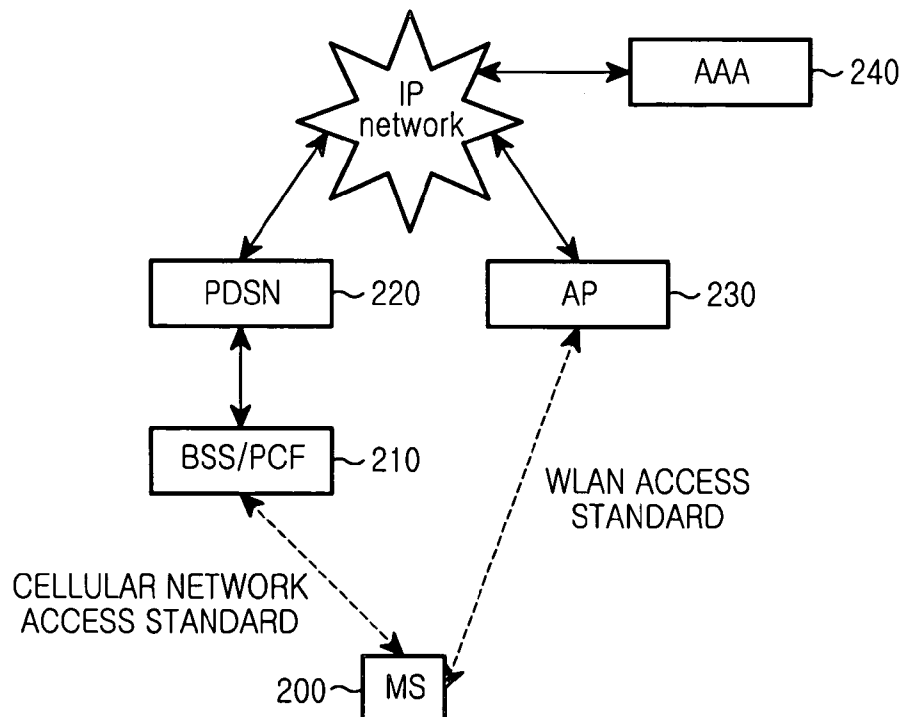 IP
network
AAA
240
PDSN
220
AP
230
BSS/PCF
210
WLAN ACCESS
STANDARD
CELLULAR NETWORK
ACCESS STANDARD
200
MS